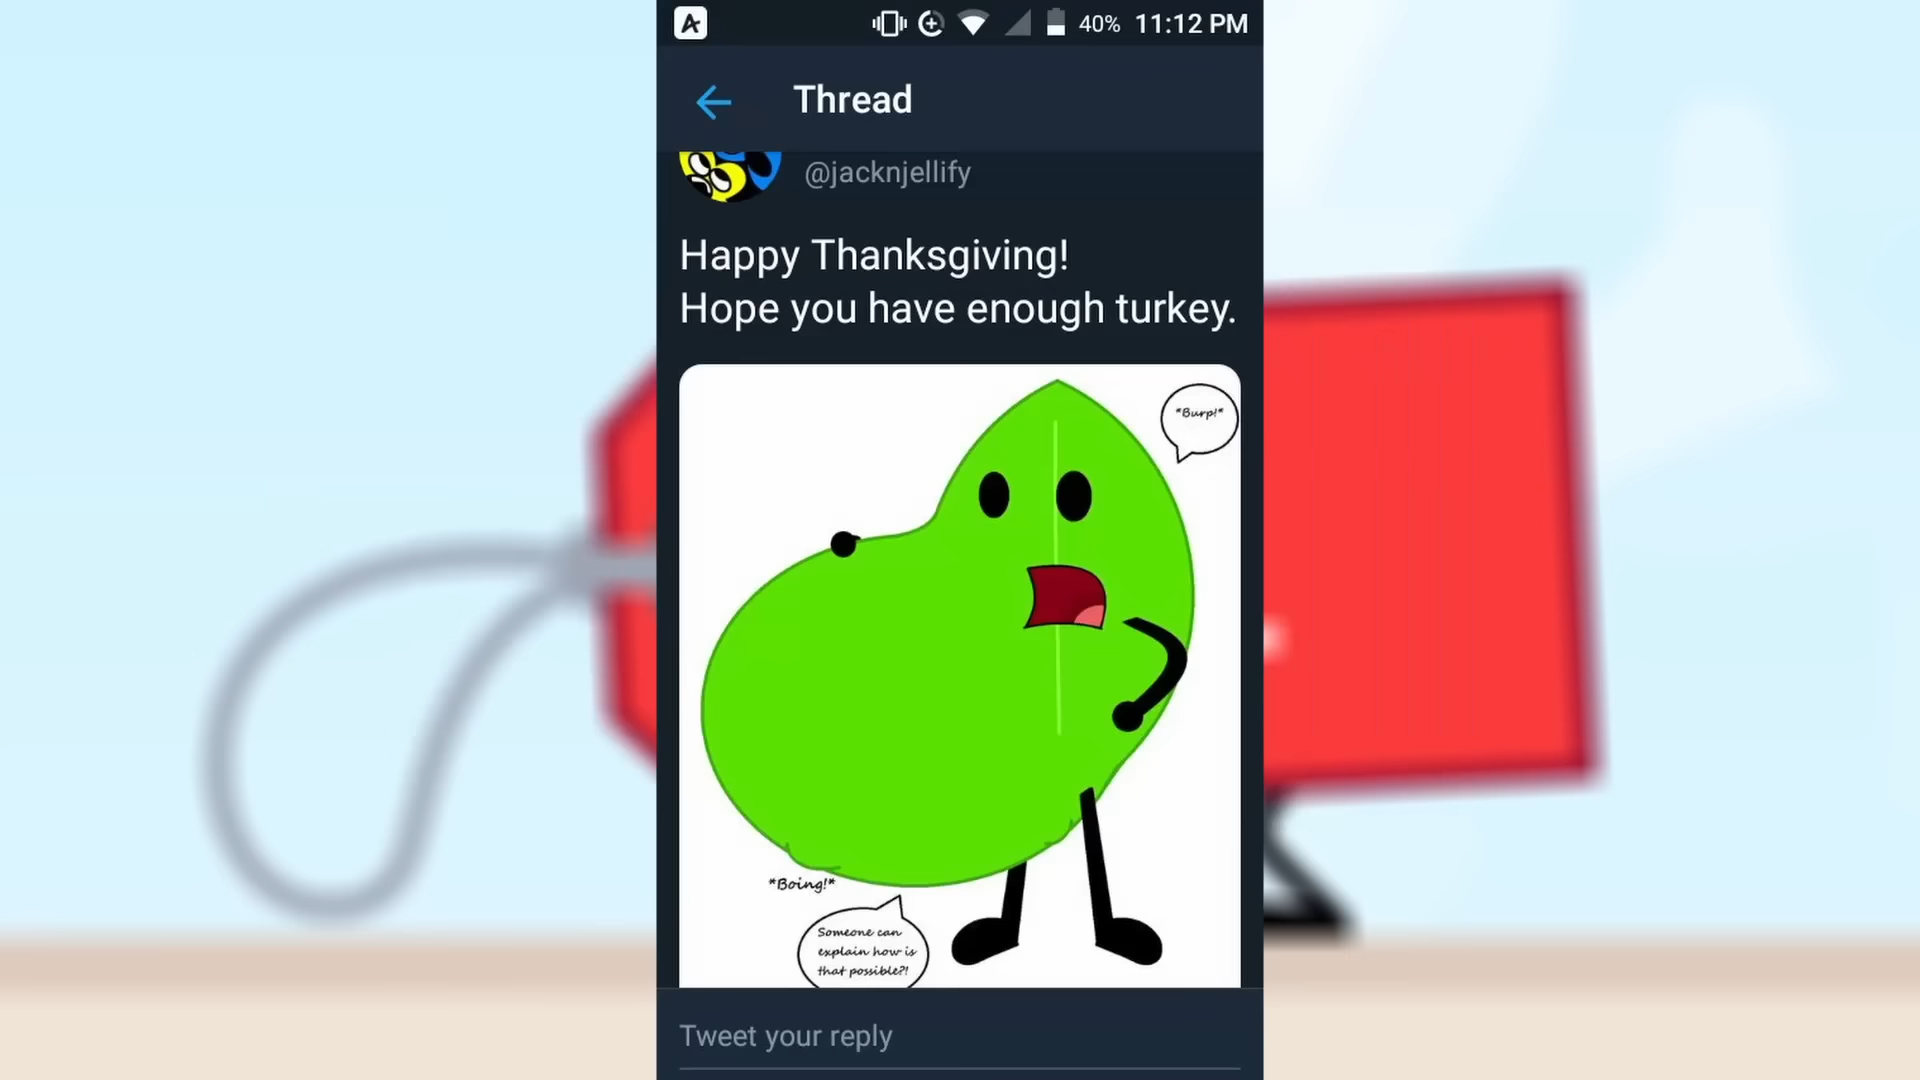 40% 11:12 PM
Thread
@jacknjellify
Happy Thanksgiving!
Hope you have enough turkey.
*Burp!*
*Boing!*
Someone can
explain how is
that possible?!
Tweet your reply